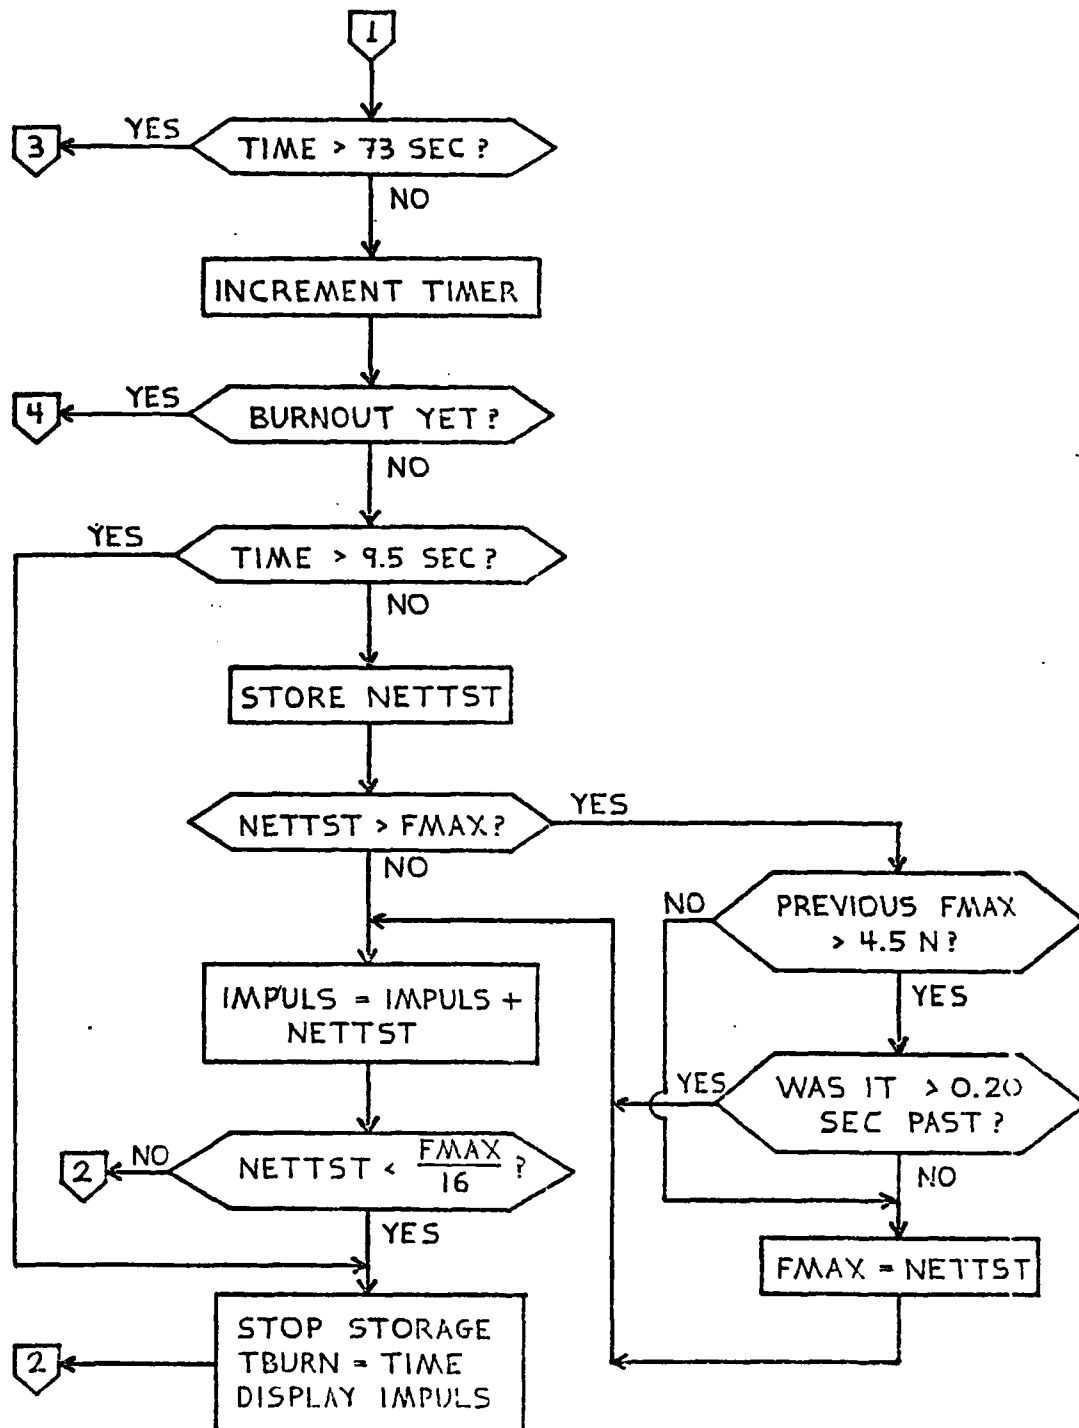 1
YES
3
TIME > 73 SEC?
NO
INCREMENT TIMER
YES
4
BURNOUT YET?
NO
YES
TIME > 9.5 SEC?
NO
STORE NETTST
NETTST > FMAX?
YES
NO
NO
PREVIOUS FMAX
> 4.5 N?
YES
IMPULS = IMPULS +
NETTST
YES
WAS IT > 0.20
SEC PAST?
NO
2
NO
NETTST < FMAX/16 ?
YES
FMAX = NETTST
STOP STORAGE
TBURN = TIME
DISPLAY IMPULS
2